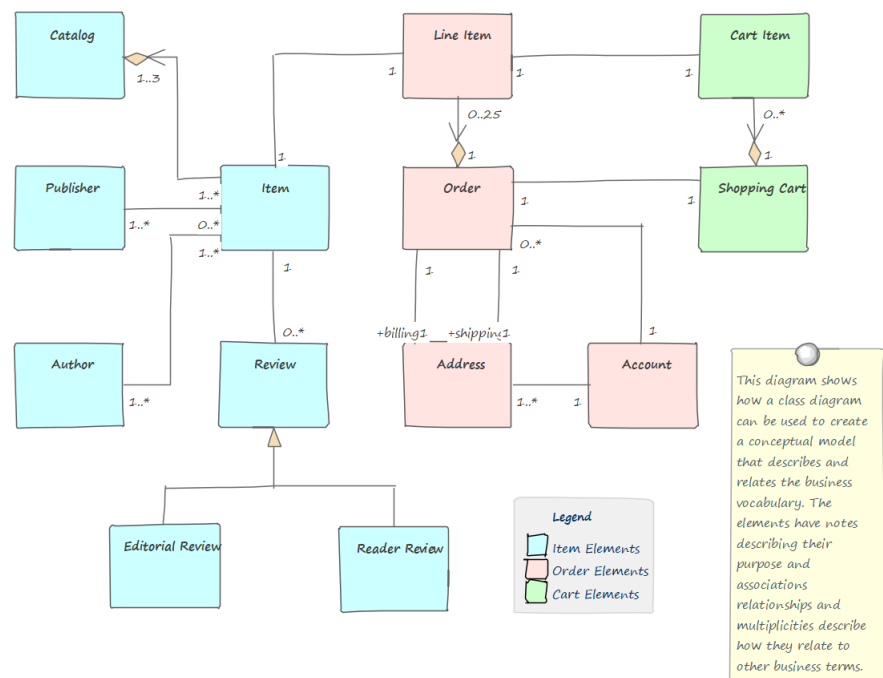 Catalog
Line Item
Cart Item
1..3
1
1
1
0..25
0..*
1
1
1
Publisher
Item
Order
Shopping Cart
1..*
1..*
0..*
1..*
1
1
0..*
1
1
1
0..*
1
+billing1
+shipping1
Author
Review
Address
Account
1..*
1..*
1
Editorial Review
Reader Review
Legend
Item Elements
Order Elements
Cart Elements
This diagram shows
how a class diagram
can be used to create
a conceptual model
that describes and
relates the business
vocabulary. The
elements have notes
describing their
purpose and
associations
relationships and
multiplicities describe
how they relate to
other business terms.